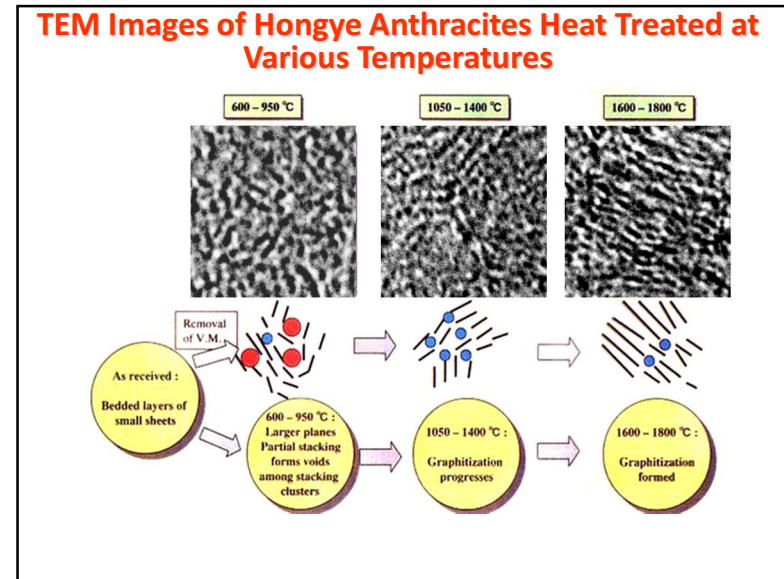 TEM Images of Hongye Anthracites Heat Treated at
Various Temperatures
600 – 950 ℃
1050 – 1400 ℃
1600 – 1800 ℃
Removal
of V.M.
As received :
Bedded layers of
small sheets
600 – 950 ℃ :
Larger planes
Partial stacking
forms voids
among stacking
clusters
1050 – 1400 ℃ :
Graphitization
progresses
1600 – 1800 ℃ :
Graphitization
formed